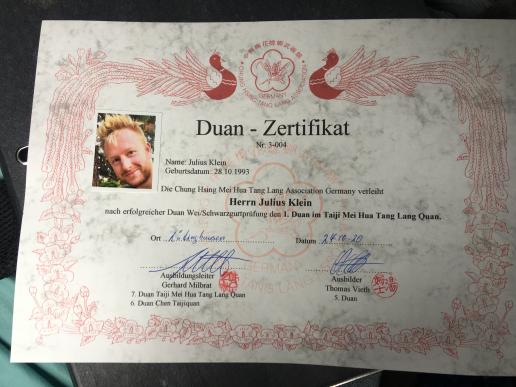 GERMANY
Duan - Zertifikat
Nr. 3-004
Name: Julius Klein
Geburtsdatum: 28.10.1993
Die Chung Hsing Mei Hua Tang Lang Association Germany verleiht
Herrn Julius Klein
nach erfolgreicher Duan Wei/Schwarzgurtprüfung den 1. Duan im Taiji Mei Hua Tang Lang Quan.
Ort
Datum 24-10-20
GERMANY
Ausbildungsleiter
Gerhard Milbrat
7. Duan Taiji Mei Hua Tang Lang Quan
6. Duan Chen Taijiquan
Ausbilder
Thomas Vieth
5. Duan